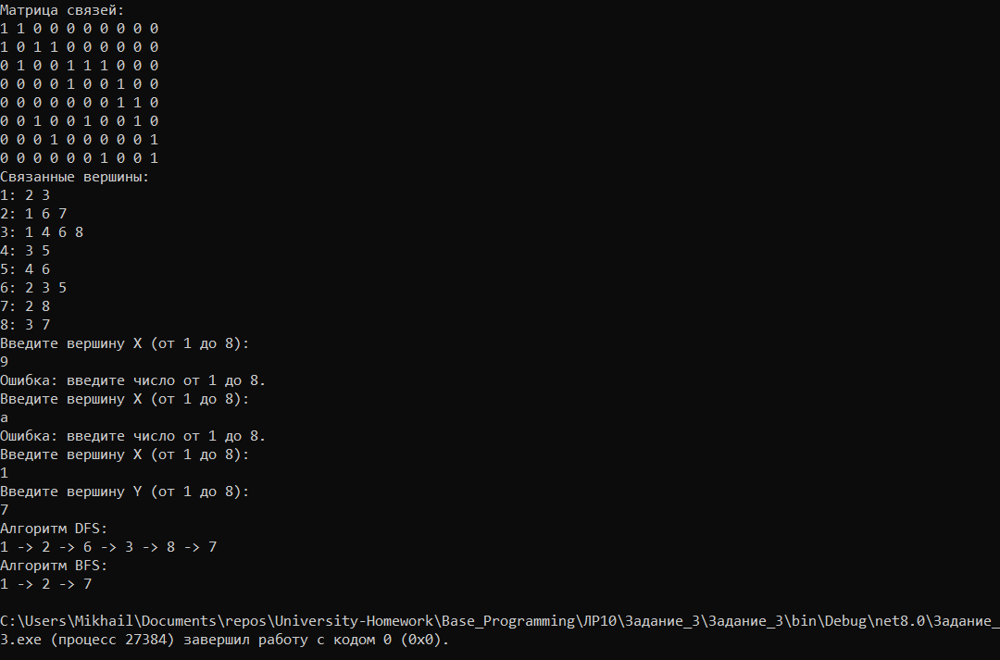 Матрица связей:
1 1 0 0 0 0 0 0 0 0
1 0 1 1 0 0 0 0 0 0
0 1 0 0 1 1 1 0 0 0
0 0 0 0 1 0 0 1 0 0
0 0 0 0 0 0 0 1 1 0
0 0 1 0 0 1 0 0 1 0
0 0 0 1 0 0 0 0 0 1
0 0 0 0 0 0 1 0 0 1
Связанные вершины:
1: 2 3
2: 1 6 7
3: 1 4 6 8
4: 3 5
5: 4 6
6: 2 3 5
7: 2 8
8: 3 7
Введите вершину X (от 1 до 8):
9
Ошибка: введите число от 1 до 8.
Введите вершину X (от 1 до 8):
а
Ошибка: введите число от 1 до 8.
Введите вершину X (от 1 до 8):
1
Введите вершину Y (от 1 до 8):
7
Алгоритм DFS:
1 -> 2 -> 6 -> 3 -> 8 -> 7
Алгоритм BFS:
1 -> 2 -> 7
C:\Users\Mikhail\Documents\repos\University-Homework\Base_Programming\ЛР10\Задание_3\Задание_3\bin\Debug\net8.0\Задание_
3.exe (процесс 27384) завершил работу с кодом 0 (0x0).